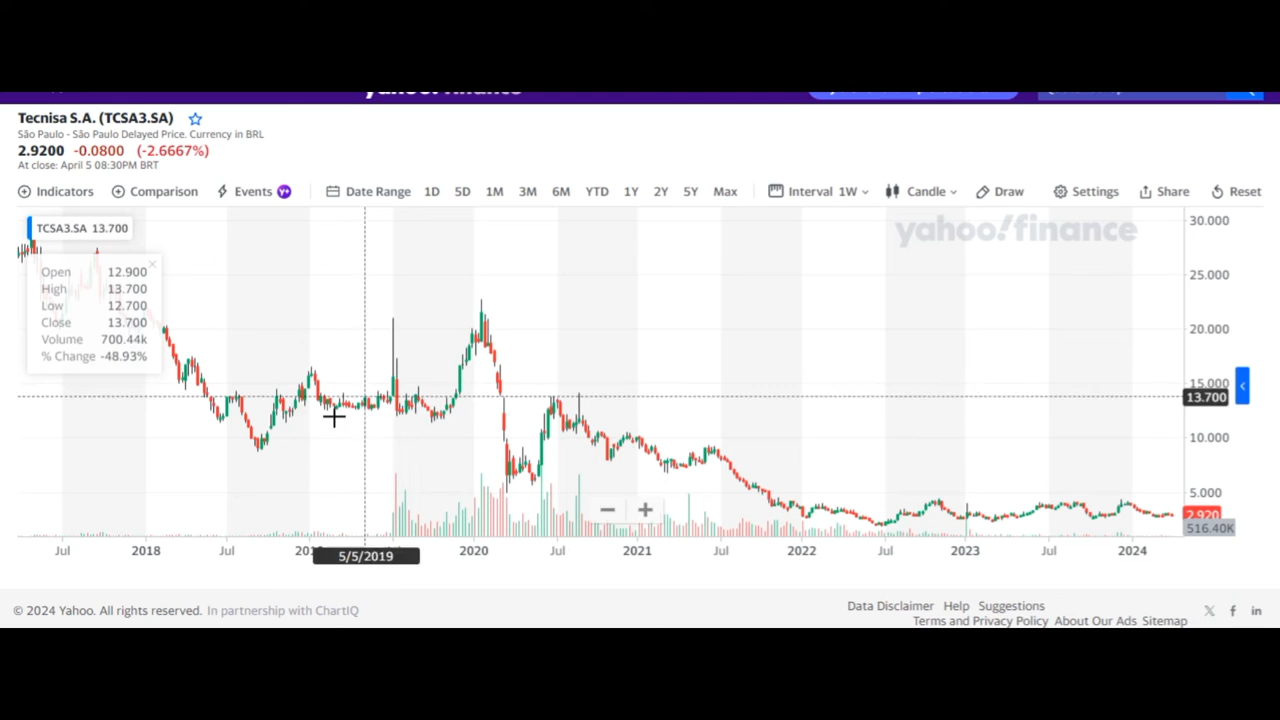 yahoo! finance
Tecnisa S.A. (TCSA3.SA)
São Paulo - São Paulo Delayed Price. Currency in BRL
2.9200 -0.0800 (-2.6667%)
At close: April 5 08:30PM BRT
Indicators Comparison Events Y+ Date Range 1D 5D 1M 3M 6M YTD 1Y 2Y 5Y Max Interval 1W Candle Draw Settings Share Reset
TCSA3.SA 13.700
yahoo!finance
Open 12.900
High 13.700
Low 12.700
Close 13.700
Volume 700.44k
% Change -48.93%
30.000
25.000
20.000
15.000
13.700
10.000
5.000
2.920
516.40K
Jul 2018 Jul 2020 Jul 2021 Jul 2022 Jul 2023 Jul 2024
5/5/2019
© 2024 Yahoo. All rights reserved. In partnership with ChartIQ
Data Disclaimer Help Suggestions
Terms and Privacy Policy About Our Ads Sitemap